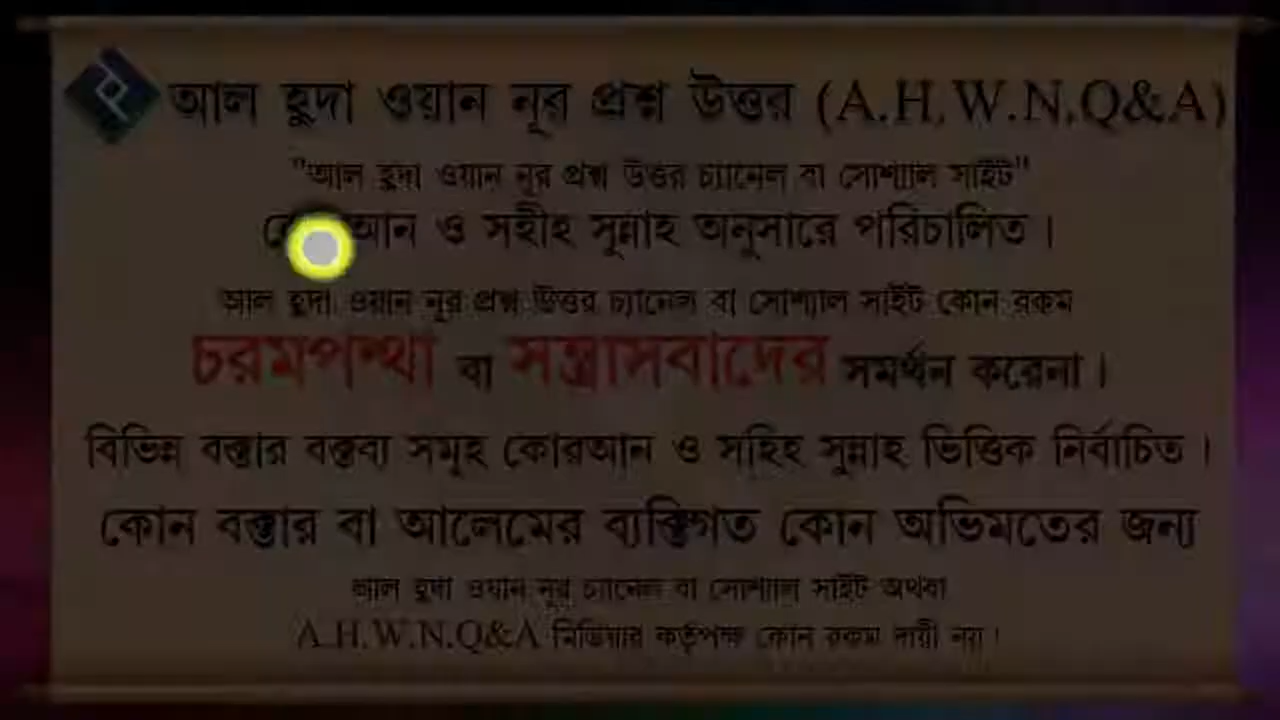 আল হুদা ওয়ান নূর প্রশ্ন উত্তর (A.H.W.N.Q&A)
"আল হুদা ওয়ান নূর প্রশ্ন উত্তর চ্যানেল বা সোশ্যাল সাইট"
ও সহীহ সুন্নাহ অনুসারে পরিচালিত ।
আল হুদা ওয়ান নূর প্রশ্ন উত্তর চ্যানেল বা সোশ্যাল সাইট কোন রকম
চরমপন্থা বা সন্ত্রাসবাদের সমর্থন করেনা ।
বিভিন্ন বক্তার বক্তব্য সমূহ কোরআন ও সহিহ সুন্নাহ ভিত্তিক নির্বাচিত ।
কোন বক্তার বা আলেমের ব্যক্তিগত কোন অভিমতের জন্য
আল হুদা ওয়ান নূর চ্যানেল বা সোশ্যাল সাইট অথবা
A.H.W.N.Q&A মিডিয়ার কর্তৃপক্ষ কোন রকম দায়ী নয় ।